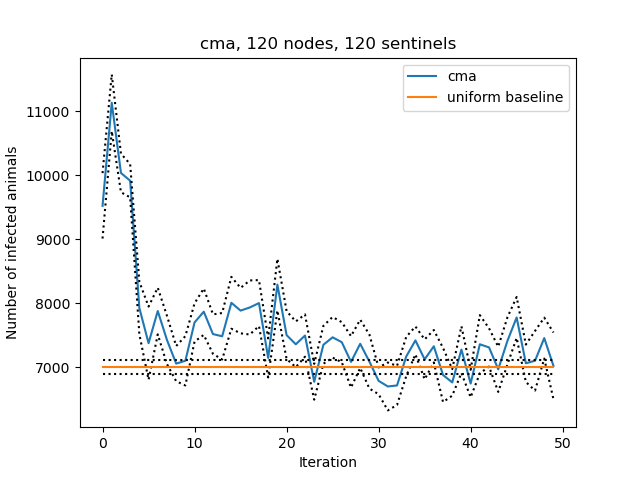 cma, 120 nodes, 120 sentinels
cma
uniform baseline
Number of infected animals
11000
10000
9000
8000
7000
0
10
20
30
40
50
Iteration